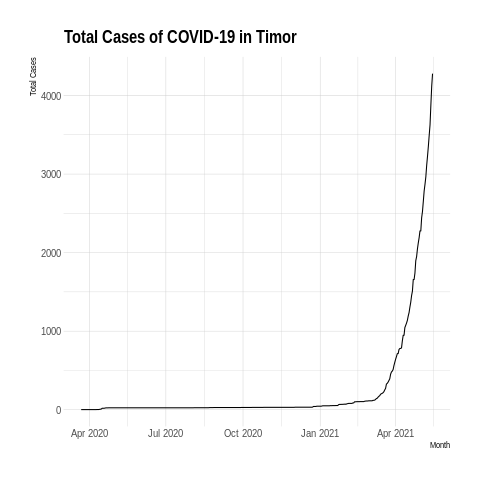 Total Cases of COVID-19 in Timor
Total Cases
4000
3000
2000
1000
0
Apr 2020 Jul 2020 Oct 2020 Jan 2021 Apr 2021
Month